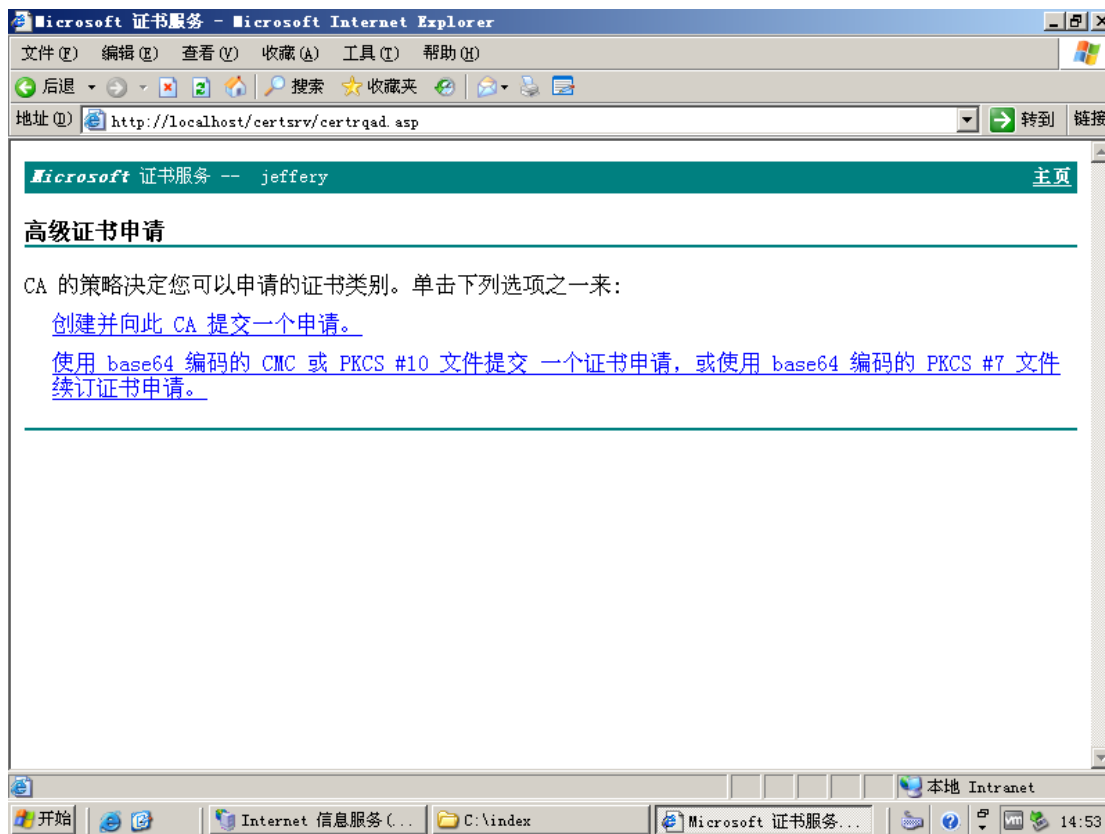 Microsoft 证书服务 - Microsoft Internet Explorer
文件(F) 编辑(E) 查看(V) 收藏(A) 工具(T) 帮助(H)
后退 搜索 收藏夹
地址(D) http://localhost/certsrv/certrqad.asp 转到 链接
Microsoft 证书服务 -- jeffery 主页
高级证书申请
CA 的策略决定您可以申请的证书类别。单击下列选项之一来:
创建并向此 CA 提交一个申请。
使用 base64 编码的 CMC 或 PKCS #10 文件提交 一个证书申请，或使用 base64 编码的 PKCS #7 文件
续订证书申请。
本地 Intranet
开始 Internet 信息服务(... C:\index Microsoft 证书服务... 14:53